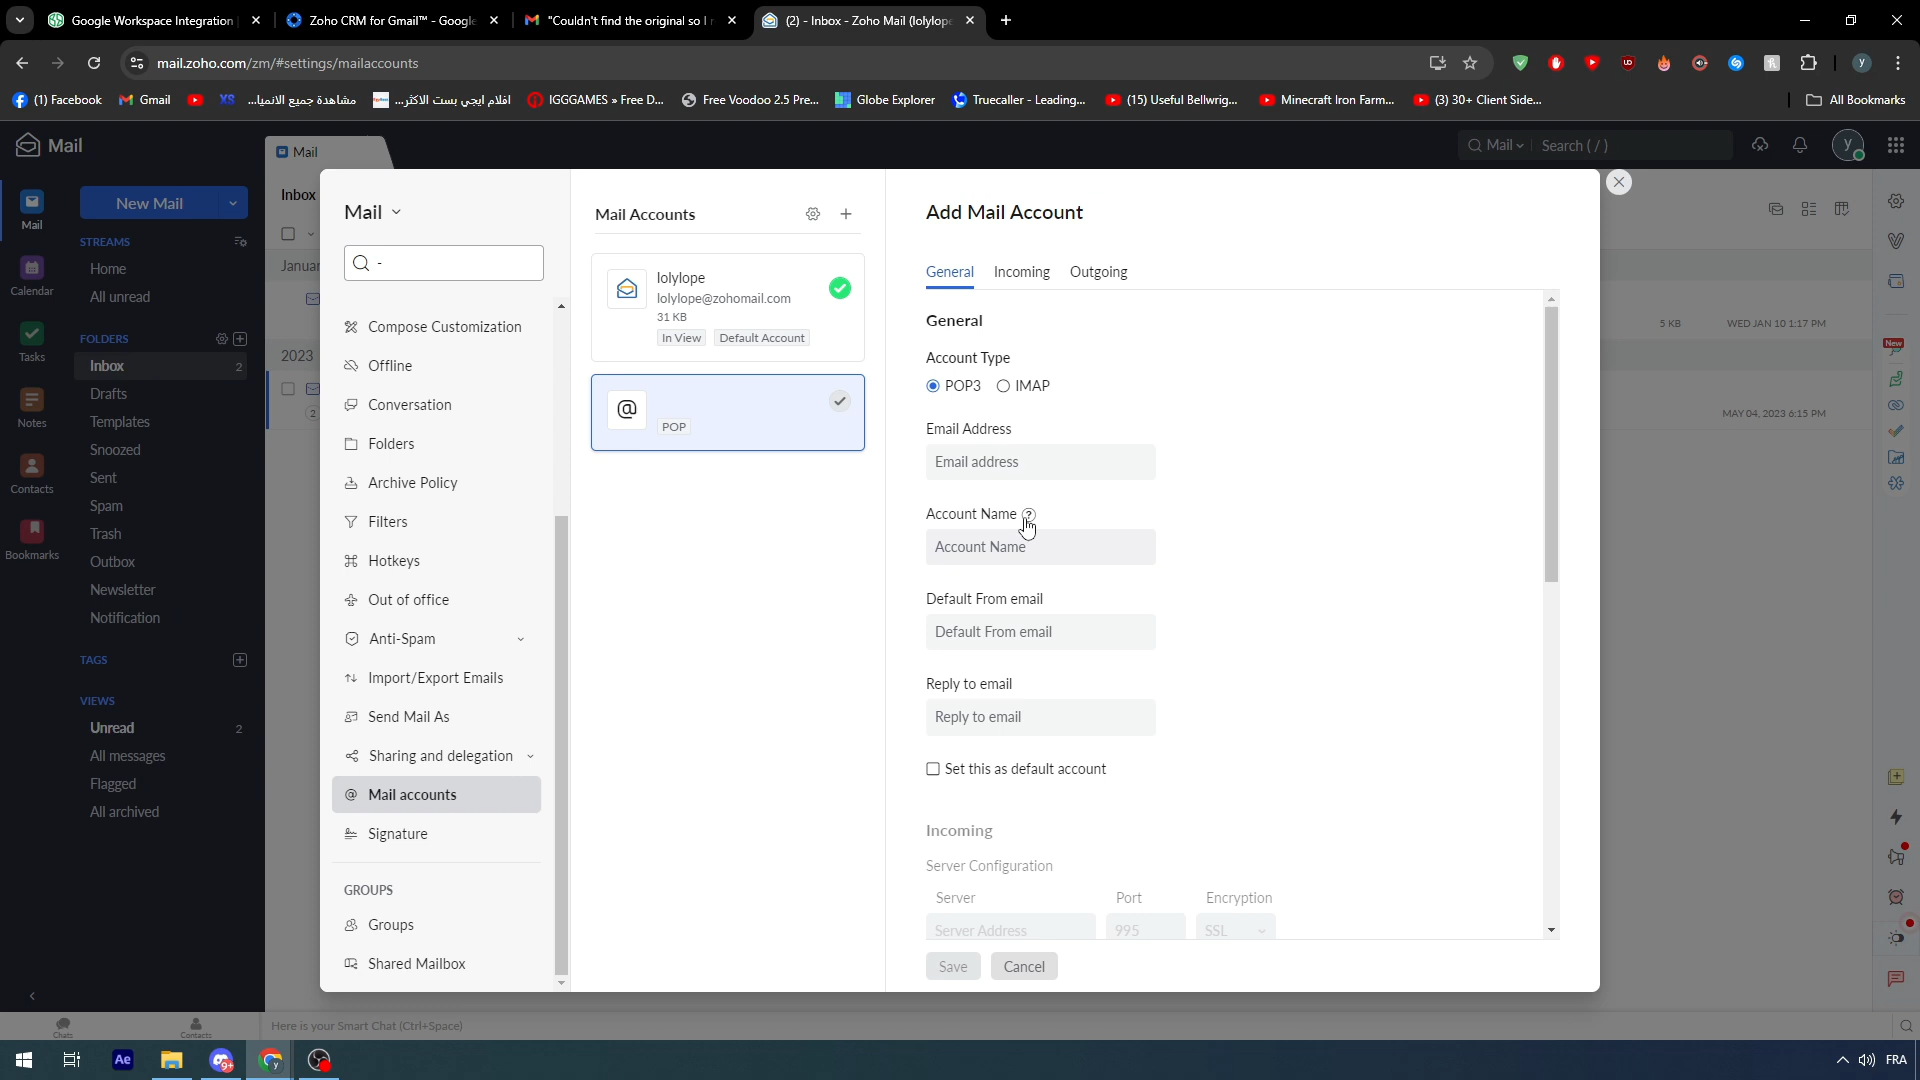 Google Workspace Integration
Zoho CRM for Gmail™ - Google
"Couldn't find the original so I
(2) - Inbox - Zoho Mail (lolylope
mail.zoho.com/zm/#settings/mailaccounts
(1) Facebook
Gmail
مشاهدة جميع الانميا...
افلام ايجي بست الاكثر...
IGGGAMES » Free D...
Free Voodoo 2.5 Pre...
Globe Explorer
Truecaller - Leading...
(15) Useful Bellwrig...
Minecraft Iron Farm...
(3) 30+ Client Side...
All Bookmarks
Mail
Mail
Mail
Search ( / )
y
New Mail
Mail
Calendar
Tasks
Notes
Contacts
Bookmarks
STREAMS
Home
All unread
FOLDERS
Inbox 2
Drafts
Templates
Snoozed
Sent
Spam
Trash
Outbox
Newsletter
Notification
TAGS
VIEWS
Unread 2
All messages
Flagged
All archived
Inbox
Januar
2023
2
Mail
-
Compose Customization
Offline
Conversation
Folders
Archive Policy
Filters
Hotkeys
Out of office
Anti-Spam
Import/Export Emails
Send Mail As
Sharing and delegation
Mail accounts
Signature
GROUPS
Groups
Shared Mailbox
Mail Accounts
lolylope
lolylope@zohomail.com
31 KB
In View Default Account
@
POP
Add Mail Account
General Incoming Outgoing
General
Account Type
POP3 IMAP
Email Address
Email address
Account Name ?
Account Name
Default From email
Default From email
Reply to email
Reply to email
Set this as default account
Incoming
Server Configuration
Server Port Encryption
Server Address 995 SSL
Save Cancel
5 KB WED JAN 10 1:17 PM
MAY 04, 2023 6:15 PM
New
Chats
Contacts
Here is your Smart Chat (Ctrl+Space)
Ae
9+
FRA